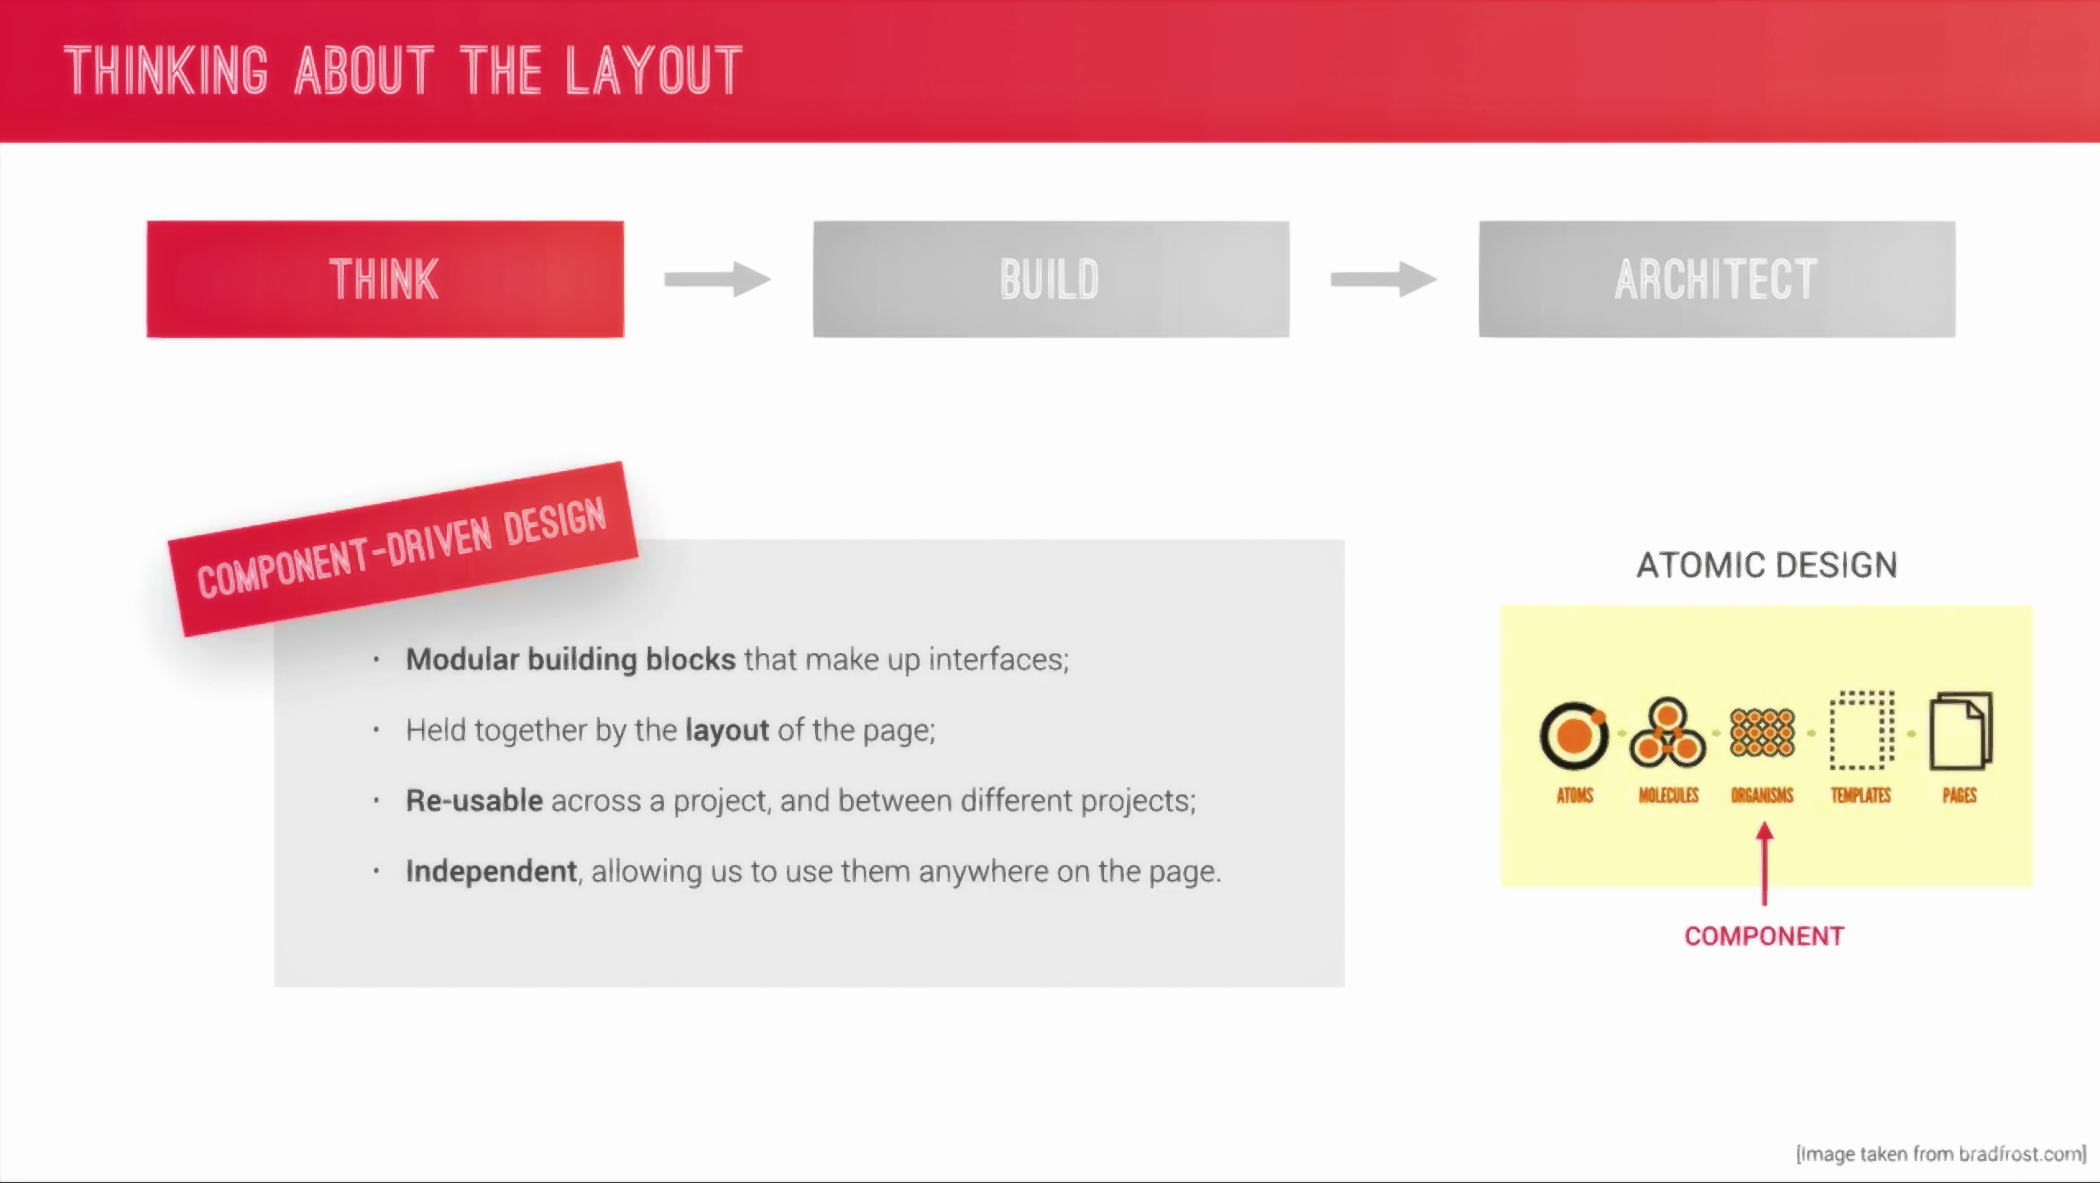 THINKING ABOUT THE LAYOUT
THINK
BUILD
ARCHITECT
COMPONENT-DRIVEN DESIGN
• Modular building blocks that make up interfaces;
• Held together by the layout of the page;
• Re-usable across a project, and between different projects;
• Independent, allowing us to use them anywhere on the page.
ATOMIC DESIGN
ATOMS MOLECULES ORGANISMS TEMPLATES PAGES
COMPONENT
[Image taken from bradfrost.com]